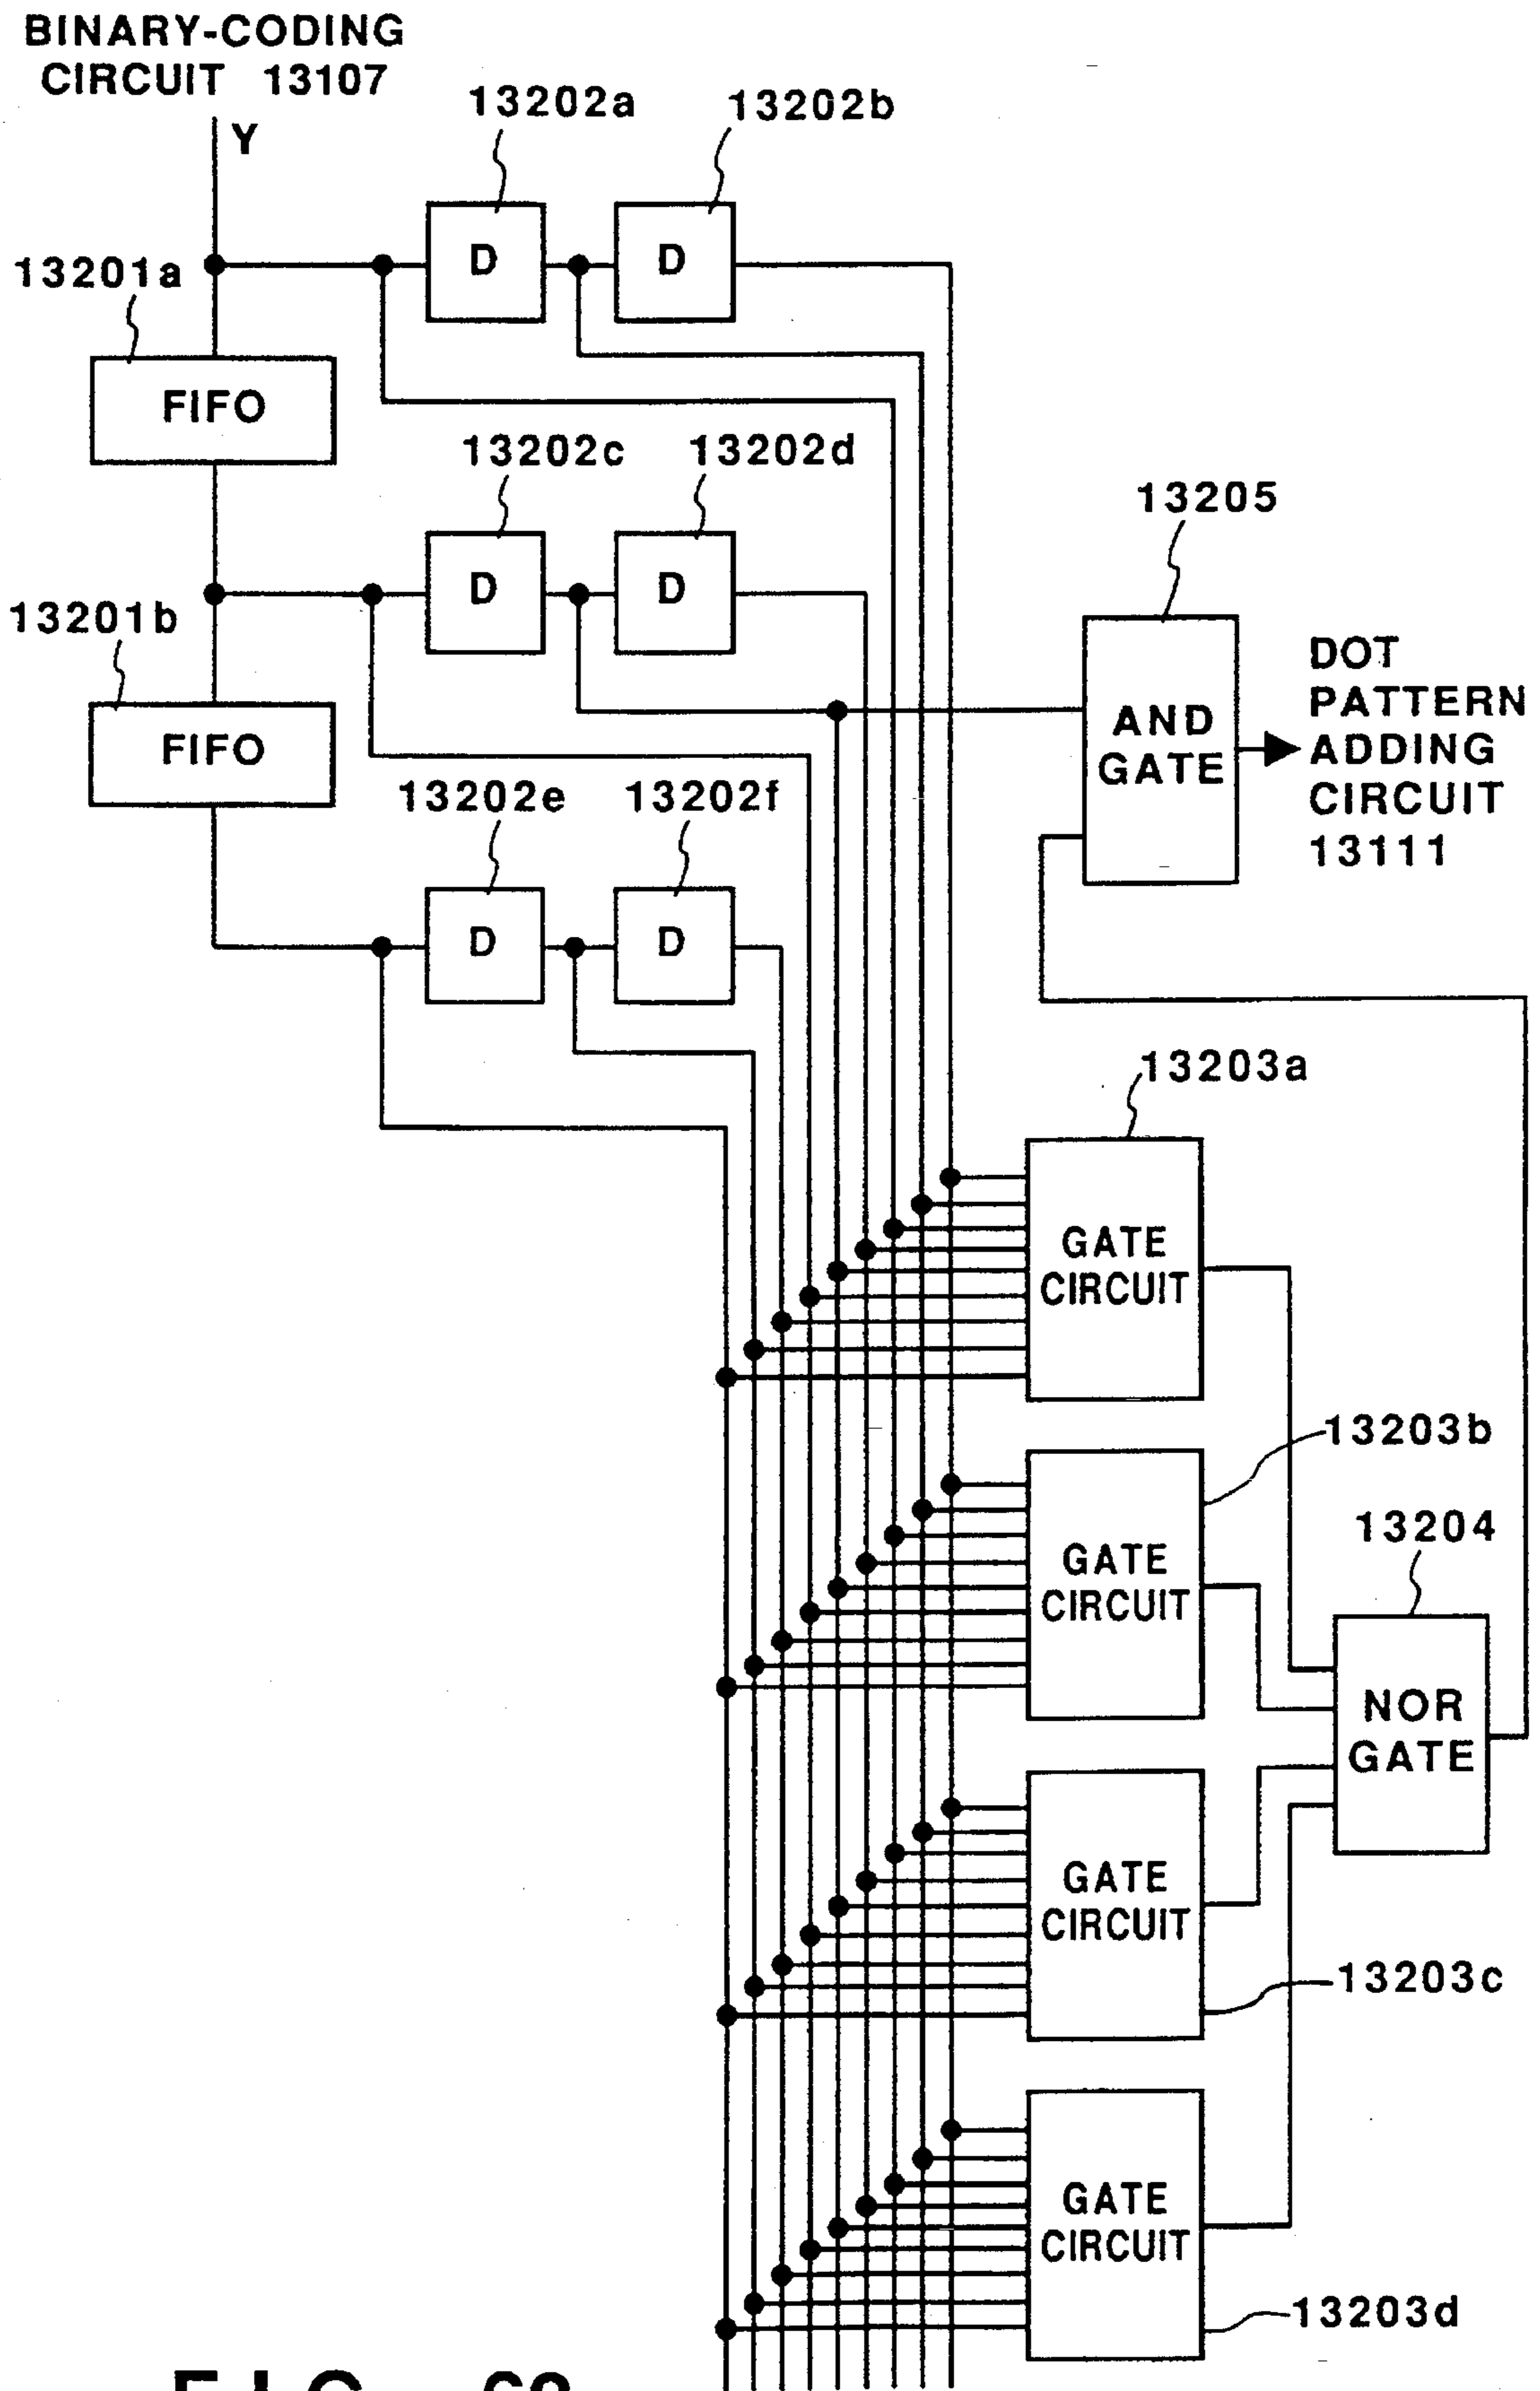 BINARY-CODING
CIRCUIT 13107
Y
13202a
13202b
D
D
13201a
FIFO
13202c
13202d
D
D
13205
13201b
FIFO
AND
GATE
DOT
PATTERN
ADDING
CIRCUIT
13111
13202e
13202f
D
D
13203a
GATE
CIRCUIT
13203b
GATE
CIRCUIT
13204
NOR
GATE
GATE
CIRCUIT
13203c
GATE
CIRCUIT
13203d
FIG.